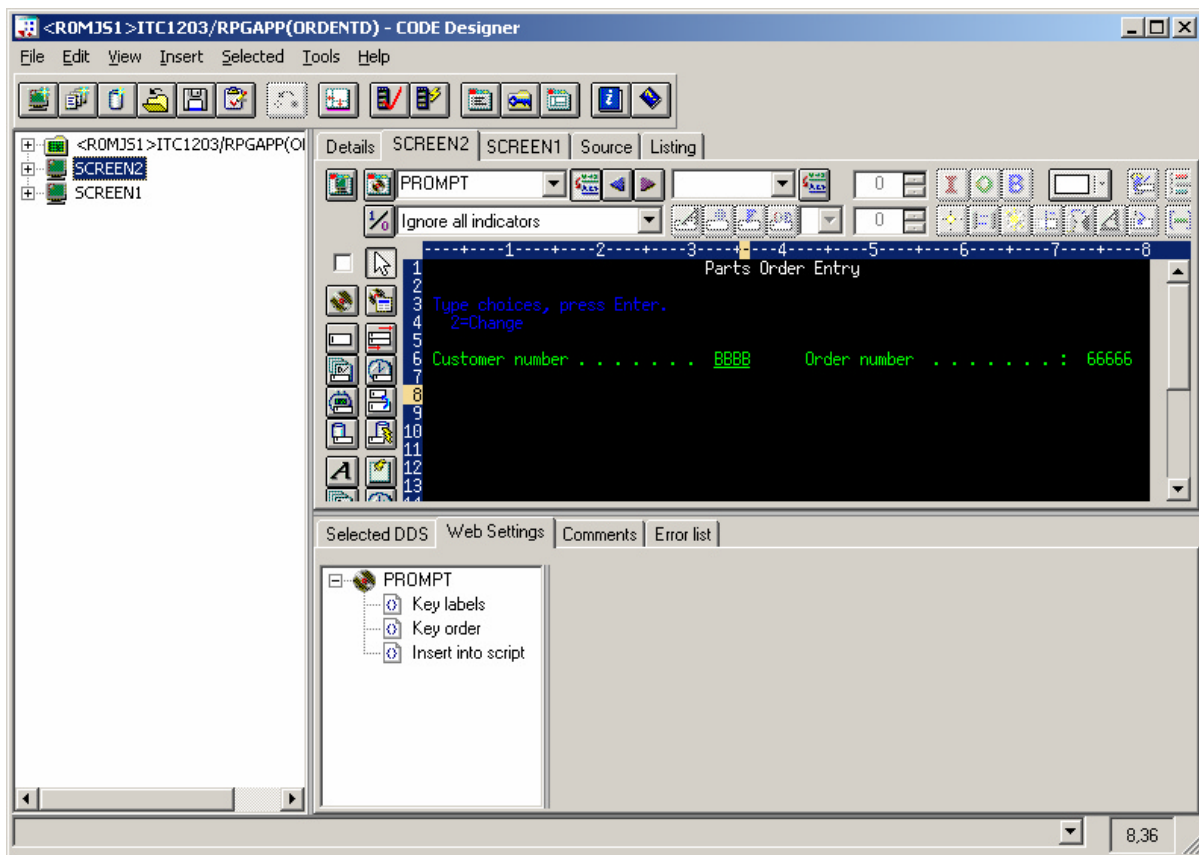 <R0MJS1>ITC1203/RPGAPP(ORDENTD) - CODE Designer
File Edit View Insert Selected Tools Help
<R0MJS1>ITC1203/RPGAPP(O
SCREEN2
SCREEN1
Details SCREEN2 SCREEN1 Source Listing
PROMPT 0 I B
1/0 Ignore all indicators 0
----+----1----+----2----+----3----+----4----+----5----+----6----+----7----+----8
1 Parts Order Entry
2
3 Type choices, press Enter.
4 2=Change
5
6 Customer number . . . . . . . BBBB Order number . . . . . . . : 66666
7
8
9
10
11
12
13
14
A
Selected DDS Web Settings Comments Error list
PROMPT
Key labels
Key order
Insert into script
8,36